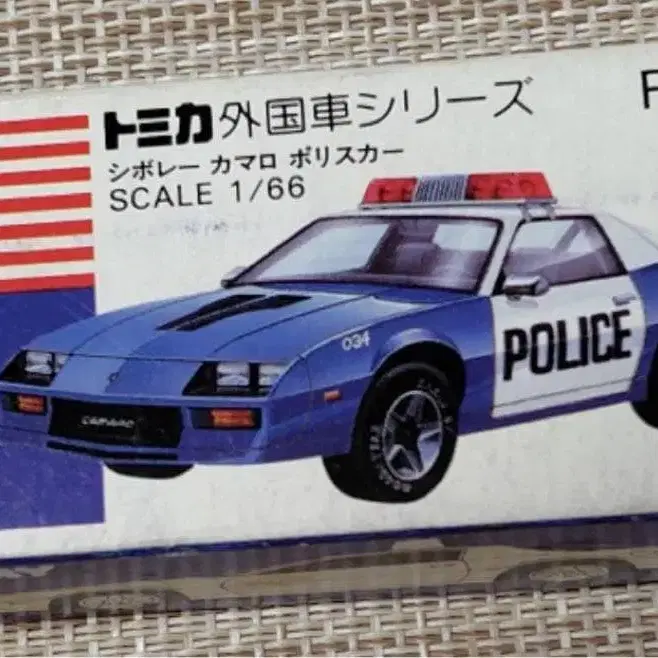 トミカ外国車シリーズ
F
シボレー カマロ ポリスカー
SCALE 1/66
034
POLICE
CAMARO